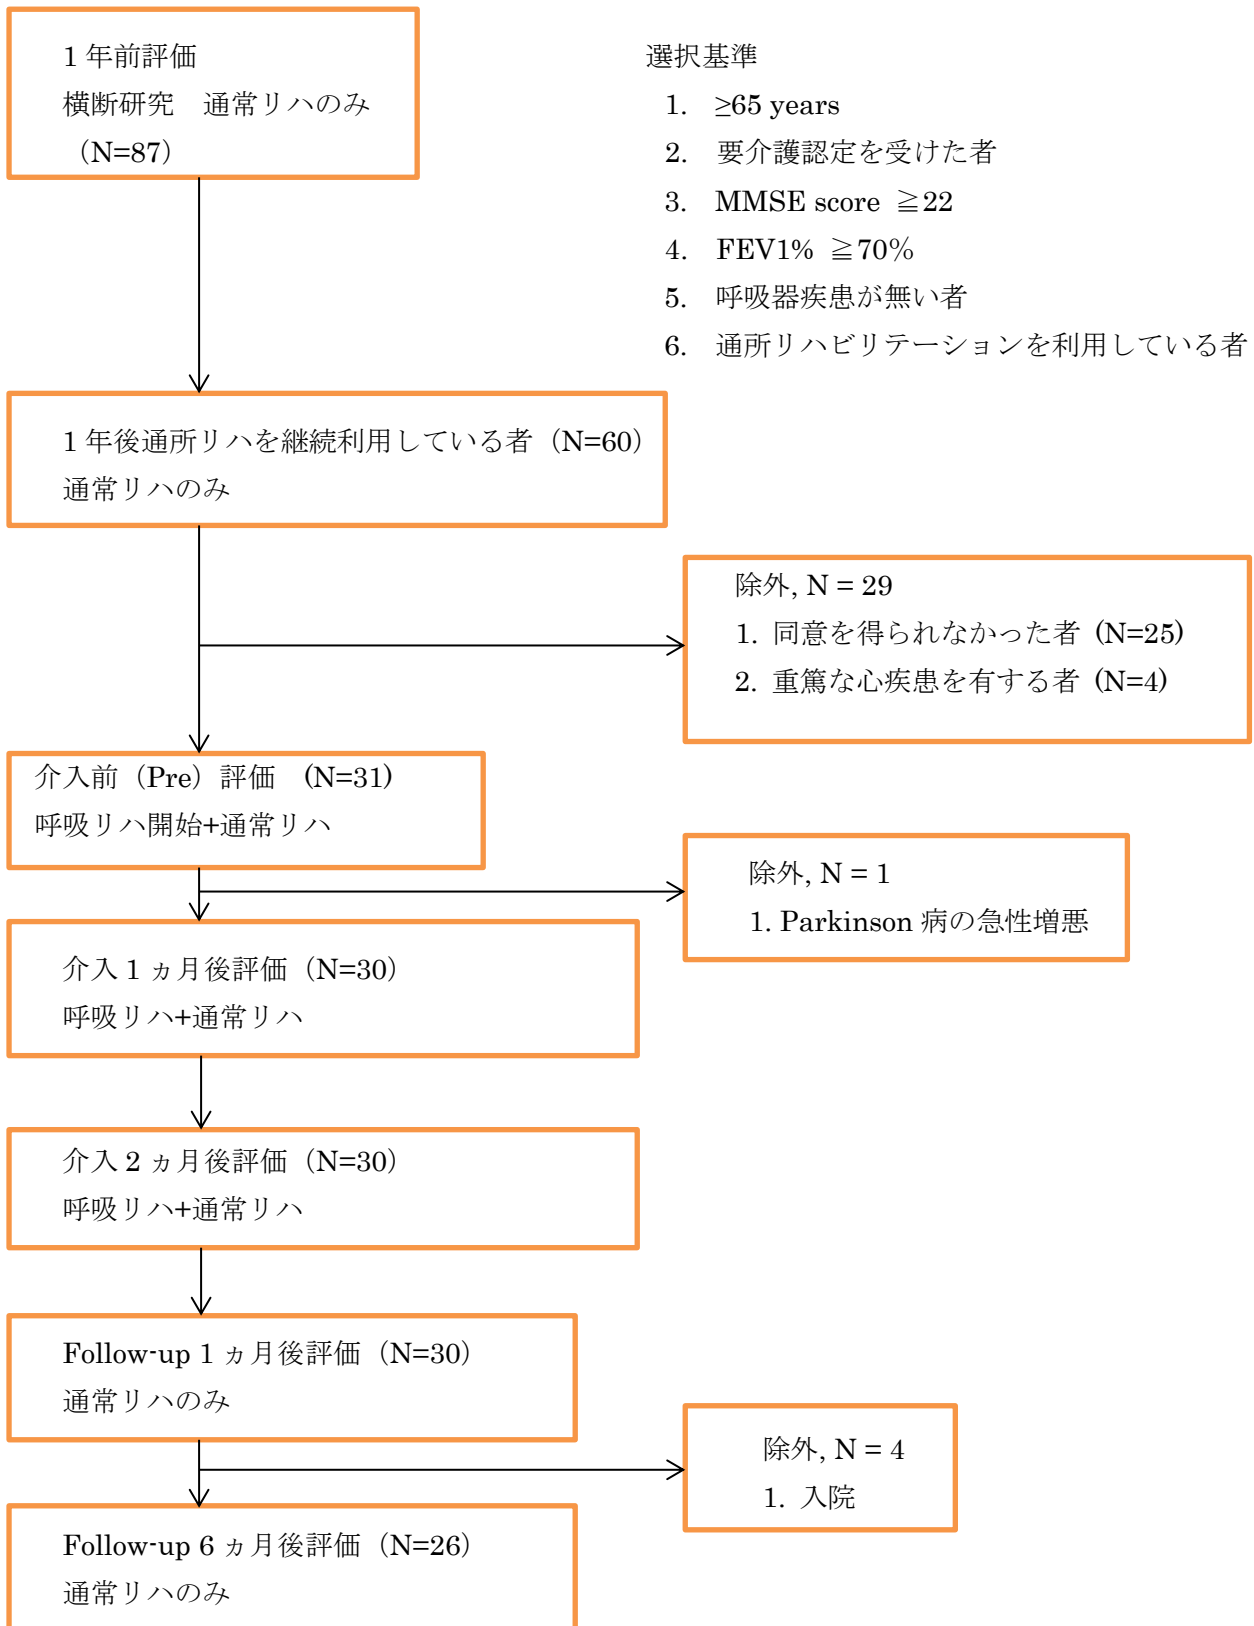 1 年前評価
横断研究　通常リハのみ
（N=87）
選択基準
1. ≥65 years
2. 要介護認定を受けた者
3. MMSE score ≧22
4. FEV1% ≧70％
5. 呼吸器疾患が無い者
6. 通所リハビリテーションを利用している者
1 年後通所リハを継続利用している者（N=60）
通常リハのみ
除外, N = 29
1. 同意を得られなかった者 (N=25)
2. 重篤な心疾患を有する者 (N=4)
介入前（Pre）評価　(N=31)
呼吸リハ開始+通常リハ
除外, N = 1
1. Parkinson 病の急性増悪
介入 1 ヵ月後評価（N=30）
呼吸リハ+通常リハ
介入 2 ヵ月後評価（N=30）
呼吸リハ+通常リハ
Follow-up 1 ヵ月後評価（N=30）
通常リハのみ
除外, N = 4
1. 入院
Follow-up 6 ヵ月後評価（N=26）
通常リハのみ